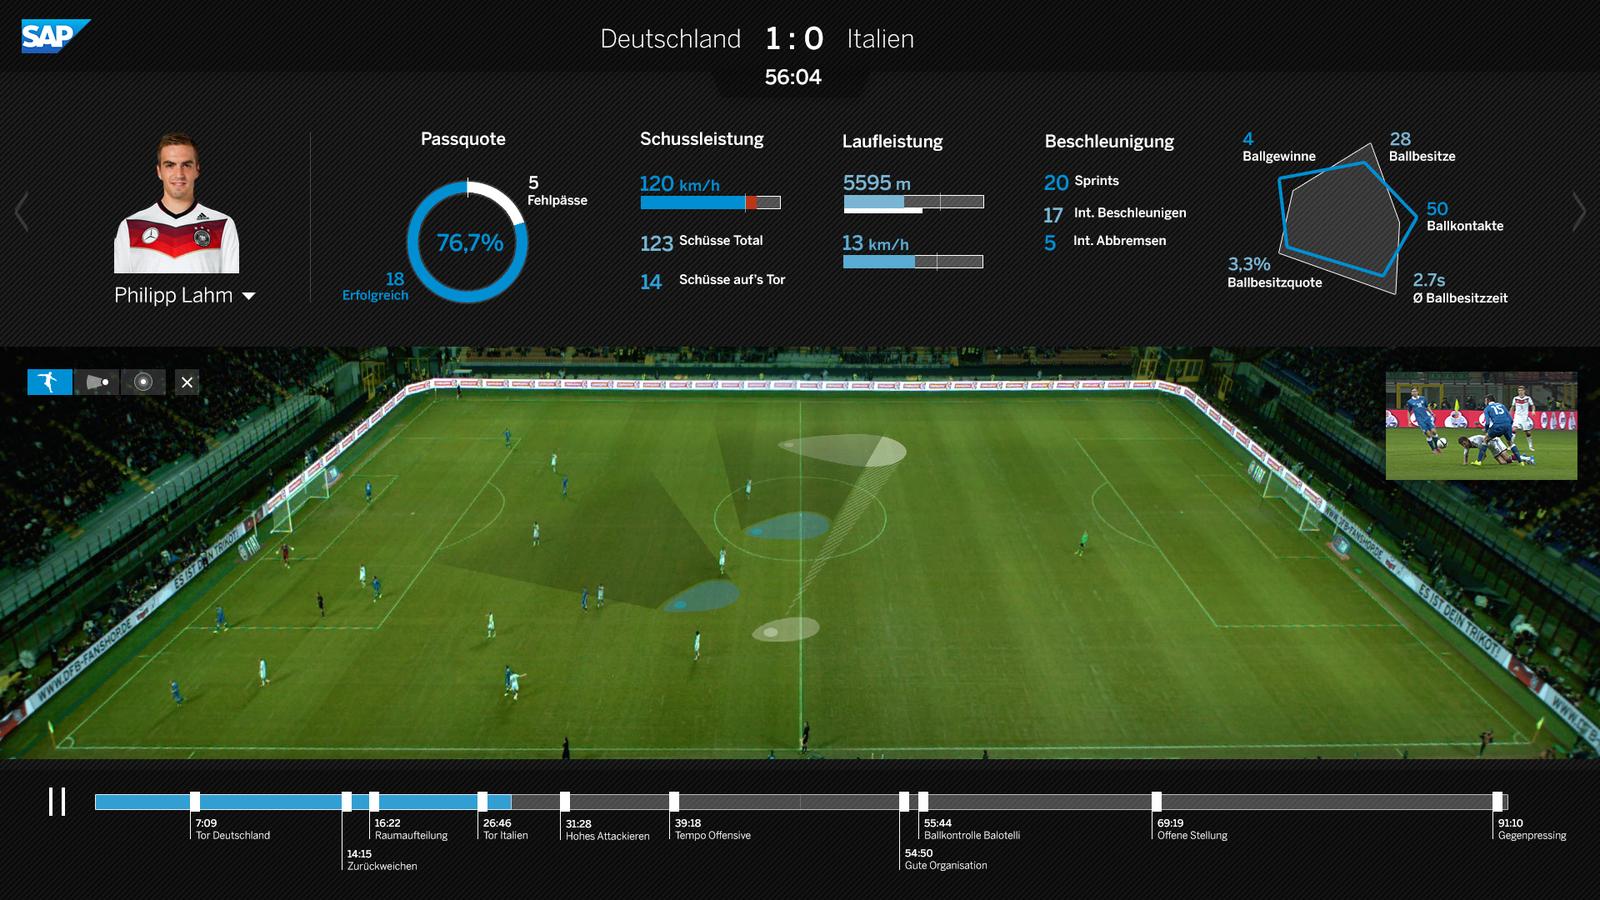 SAP
Deutschland 1 : 0 Italien
56:04
Philipp Lahm
Passquote
5
Fehlpässe
76,7%
18
Erfolgreich
Schussleistung
120 km/h
123 Schüsse Total
14 Schüsse auf's Tor
Laufleistung
5595 m
13 km/h
Beschleunigung
20 Sprints
17 Int. Beschleunigen
5 Int. Abbremsen
4
Ballgewinne
28
Ballbesitze
50
Ballkontakte
3,3%
Ballbesitzquote
2.7s
Ø Ballbesitzzeit
15
WWW.DFB-FANSHOP.DE
ES IST DEIN TRIKOT!
FIAT
ES IST DEIN TRIKOT!
7:09
Tor Deutschland
14:15
Zurückweichen
16:22
Raumaufteilung
26:46
Tor Italien
31:28
Hohes Attackieren
39:18
Tempo Offensive
54:50
Gute Organisation
55:44
Ballkontrolle Balotelli
69:19
Offene Stellung
91:10
Gegenpressing